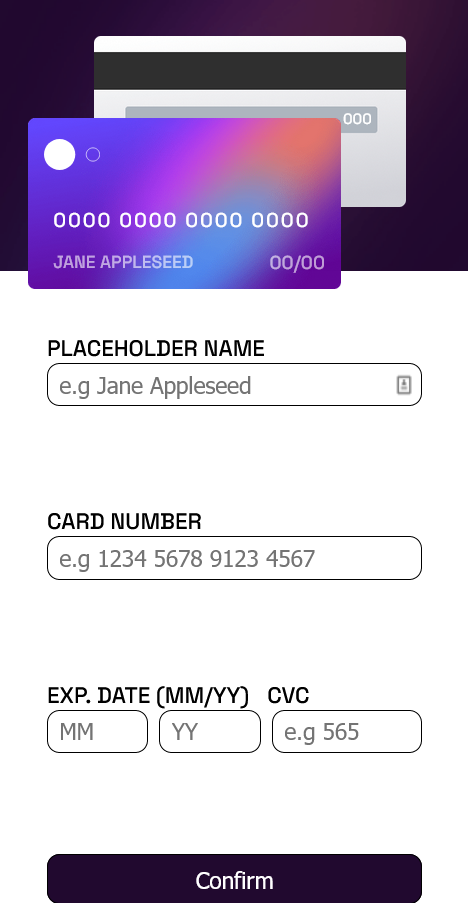 000
0000 0000 0000 0000
JANE APPLESEED 00/00
PLACEHOLDER NAME
e.g Jane Appleseed
CARD NUMBER
e.g 1234 5678 9123 4567
EXP. DATE (MM/YY) CVC
MM YY e.g 565
Confirm